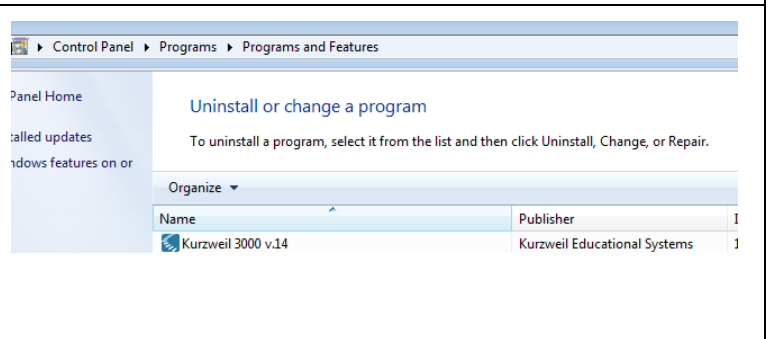 Control Panel ▸ Programs ▸ Programs and Features
Panel Home
Uninstall or change a program
talled updates
To uninstall a program, select it from the list and then click Uninstall, Change, or Repair.
ndows features on or
Organize
Name Publisher I
Kurzweil 3000 v.14 Kurzweil Educational Systems 1